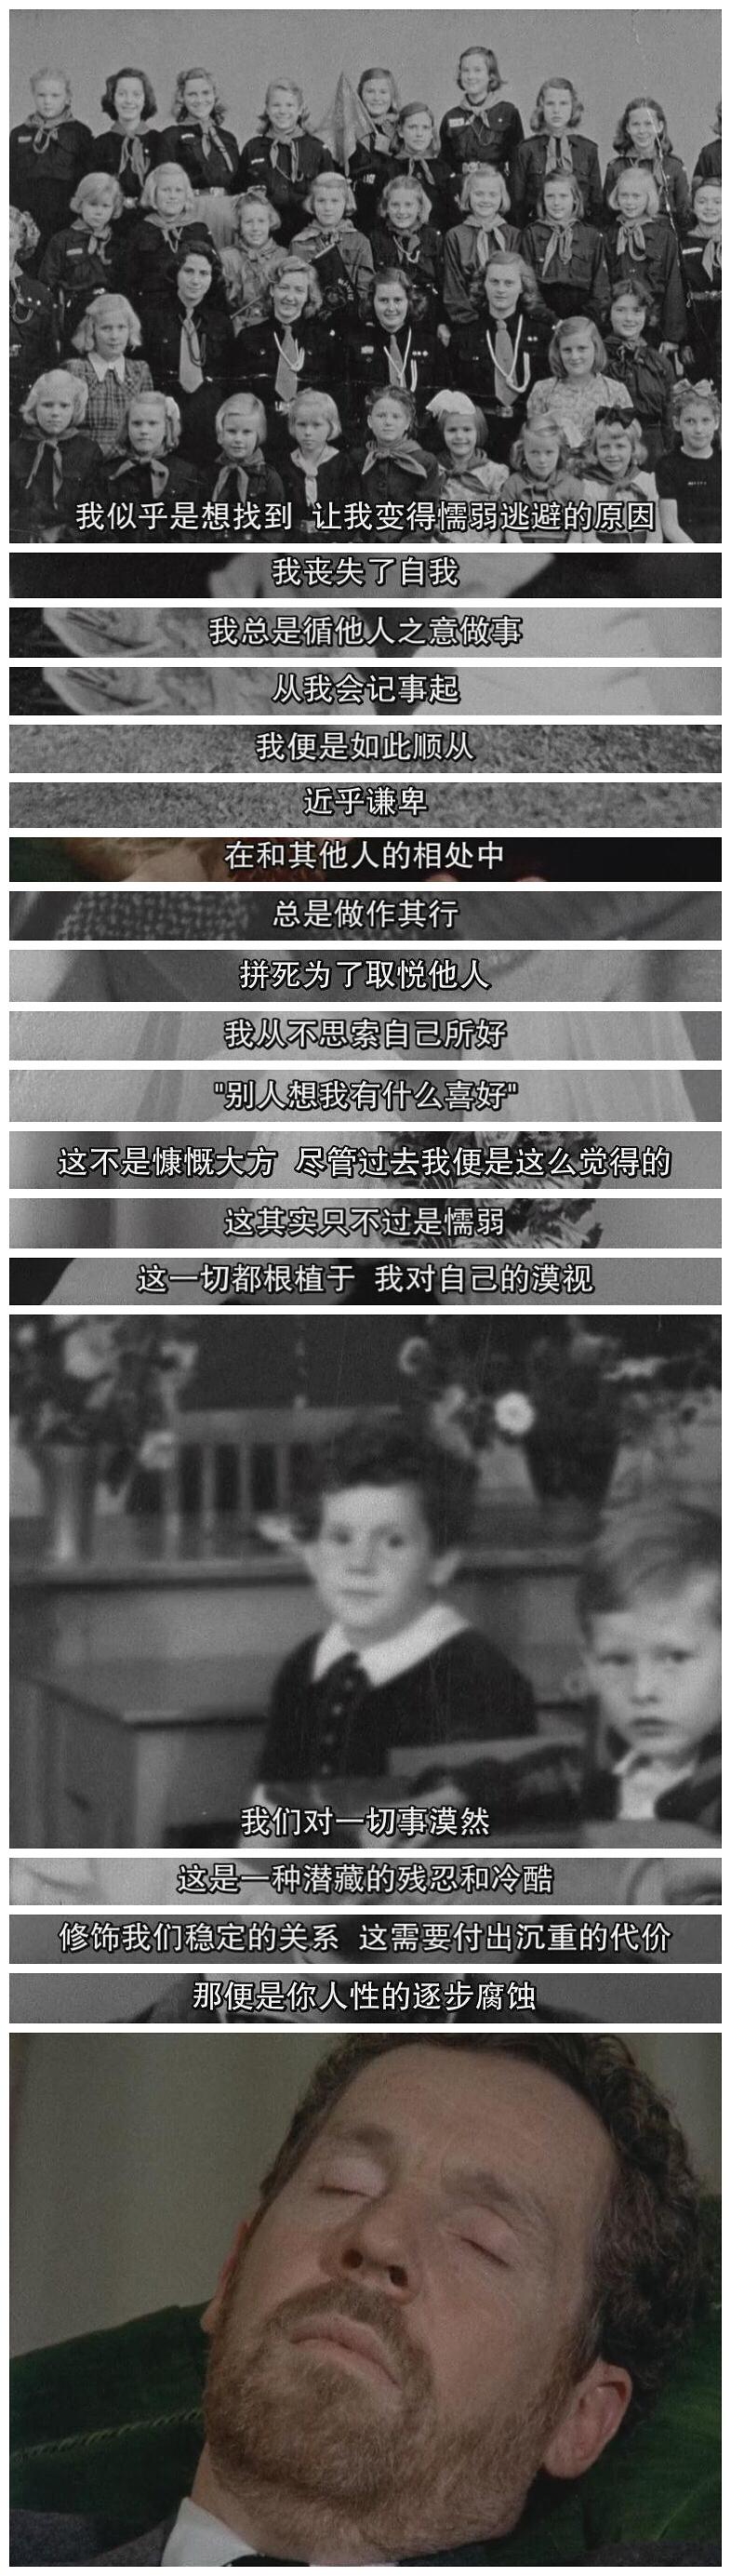 我似乎是想找到 让我变得懦弱逃避的原因
我丧失了自我
我总是循他人之意做事
从我会记事起
我便是如此顺从
近乎谦卑
在和其他人的相处中
总是做作其行
拼死为了取悦他人
我从不思索自己所好
"别人想我有什么喜好"
这不是慷慨大方 尽管过去我便是这么觉得的
这其实只不过是懦弱
这一切都根植于 我对自己的漠视
我们对一切事漠然
这是一种潜藏的残忍和冷酷
修饰我们稳定的关系 这需要付出沉重的代价
那便是你人性的逐步腐蚀